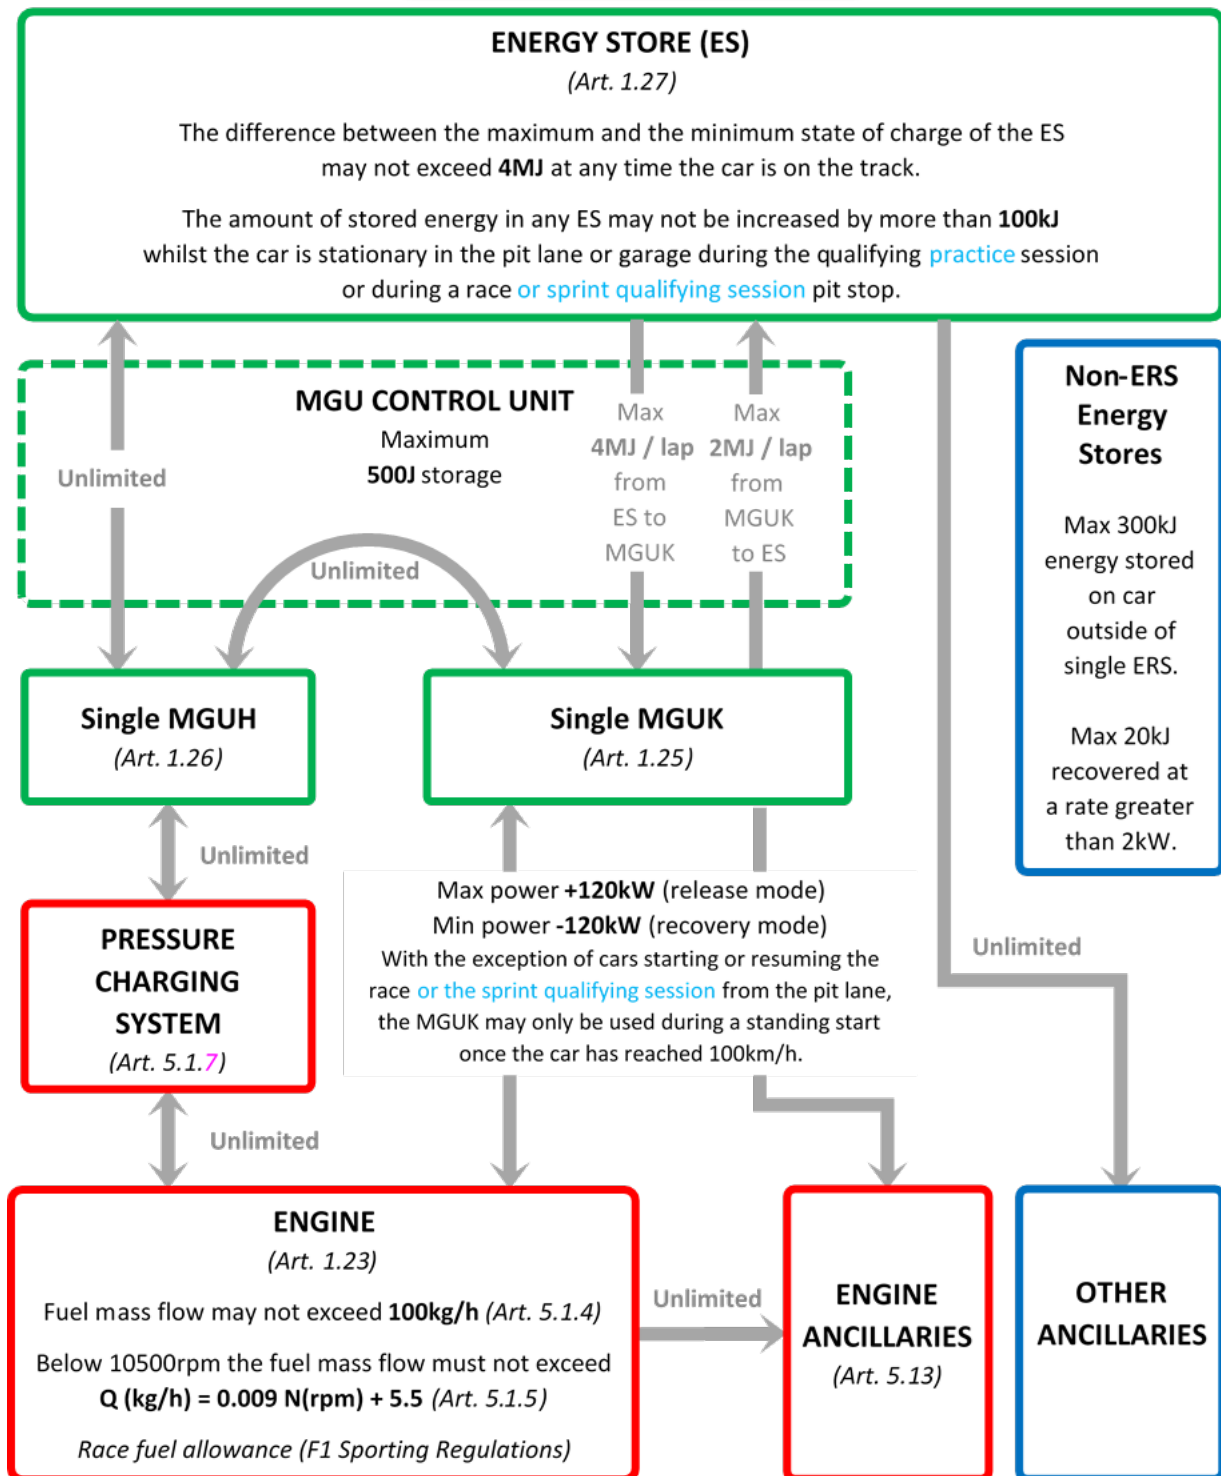 ENERGY STORE (ES)
(Art. 1.27)
The difference between the maximum and the minimum state of charge of the ES
may not exceed 4MJ at any time the car is on the track.
The amount of stored energy in any ES may not be increased by more than 100kJ
whilst the car is stationary in the pit lane or garage during the qualifying practice session
or during a race or sprint qualifying session pit stop.
Unlimited
MGU CONTROL UNIT
Maximum
500J storage
Unlimited
Max
4MJ / lap
from
ES to
MGUK
Max
2MJ / lap
from
MGUK
to ES
Non-ERS
Energy
Stores
Max 300kJ
energy stored
on car
outside of
single ERS.
Max 20kJ
recovered at
a rate greater
than 2kW.
Single MGUH
(Art. 1.26)
Single MGUK
(Art. 1.25)
Unlimited
Max power +120kW (release mode)
Min power -120kW (recovery mode)
With the exception of cars starting or resuming the
race or the sprint qualifying session from the pit lane,
the MGUK may only be used during a standing start
once the car has reached 100km/h.
Unlimited
PRESSURE
CHARGING
SYSTEM
(Art. 5.1.7)
Unlimited
ENGINE
(Art. 1.23)
Fuel mass flow may not exceed 100kg/h (Art. 5.1.4)
Below 10500rpm the fuel mass flow must not exceed
Q (kg/h) = 0.009 N(rpm) + 5.5 (Art. 5.1.5)
Race fuel allowance (F1 Sporting Regulations)
Unlimited
ENGINE
ANCILLARIES
(Art. 5.13)
OTHER
ANCILLARIES